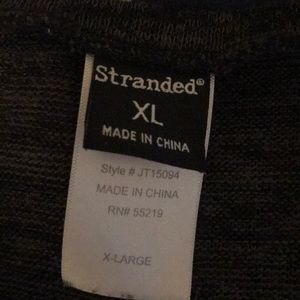 Stranded®
XL
MADE IN CHINA
Style # JT15094
MADE IN CHINA
RN# 55219
X-LARGE